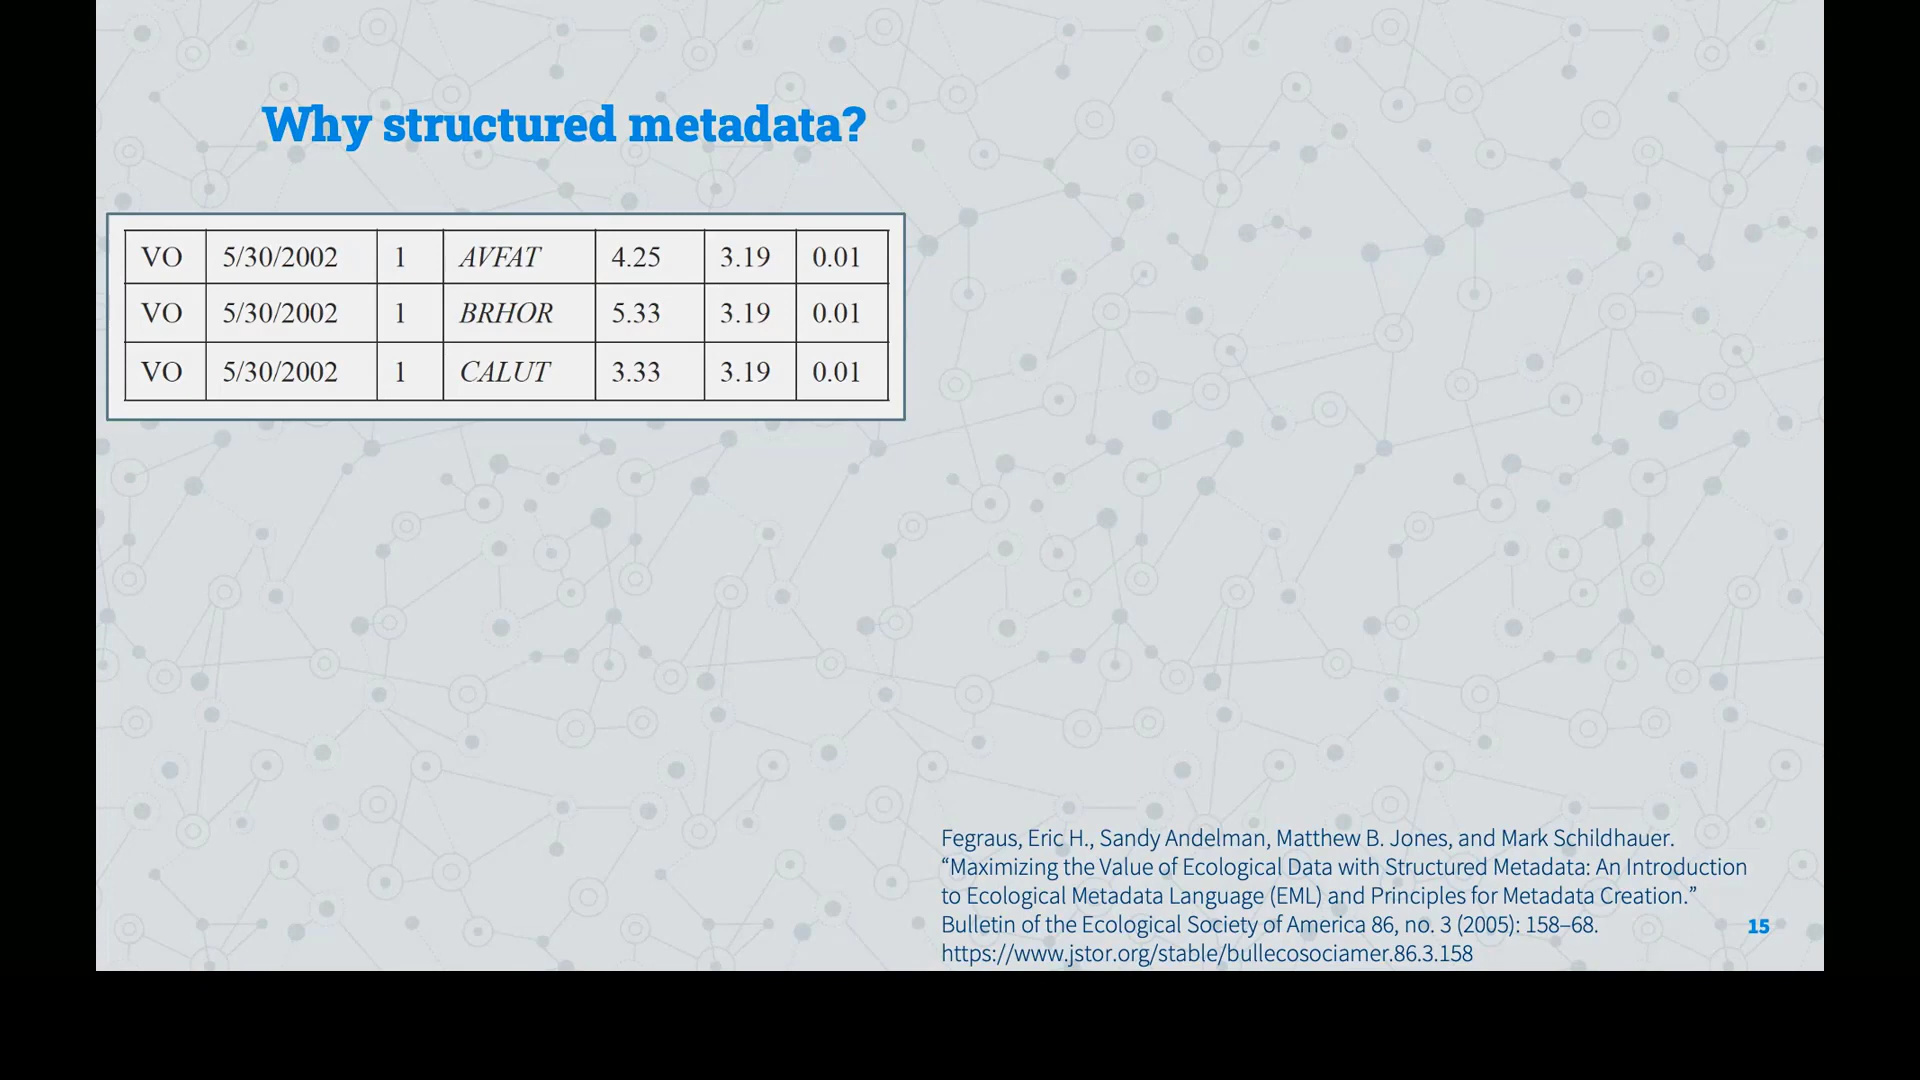 Why structured metadata?
VO 5/30/2002 1 AVFAT 4.25 3.19 0.01
VO 5/30/2002 1 BRHOR 5.33 3.19 0.01
VO 5/30/2002 1 CALUT 3.33 3.19 0.01
Fegraus, Eric H., Sandy Andelman, Matthew B. Jones, and Mark Schildhauer.
“Maximizing the Value of Ecological Data with Structured Metadata: An Introduction
to Ecological Metadata Language (EML) and Principles for Metadata Creation.”
Bulletin of the Ecological Society of America 86, no. 3 (2005): 158–68.
https://www.jstor.org/stable/bullecosociamer.86.3.158
15